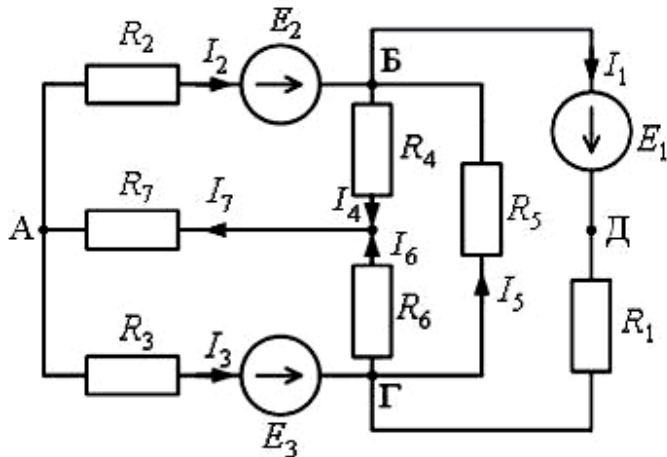 R₂ I₂ E₂ Б I₁
R₄ E₁
R₇ I₇ I₄ R₅
А Д
I₆
R₃ I₃ R₆ I₅ R₁
E₃ Г